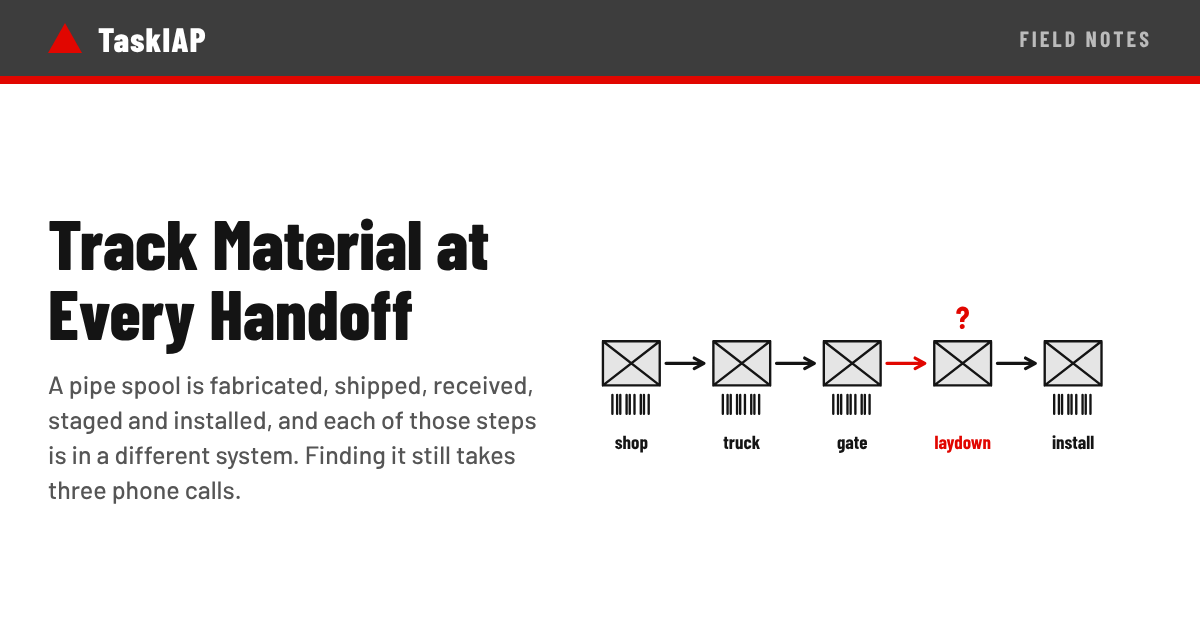 TaskIAP
FIELD NOTES
Track Material at
Every Handoff
A pipe spool is fabricated, shipped, received,
staged and installed, and each of those steps
is in a different system. Finding it still takes
three phone calls.
?
shop
truck
gate
laydown
install